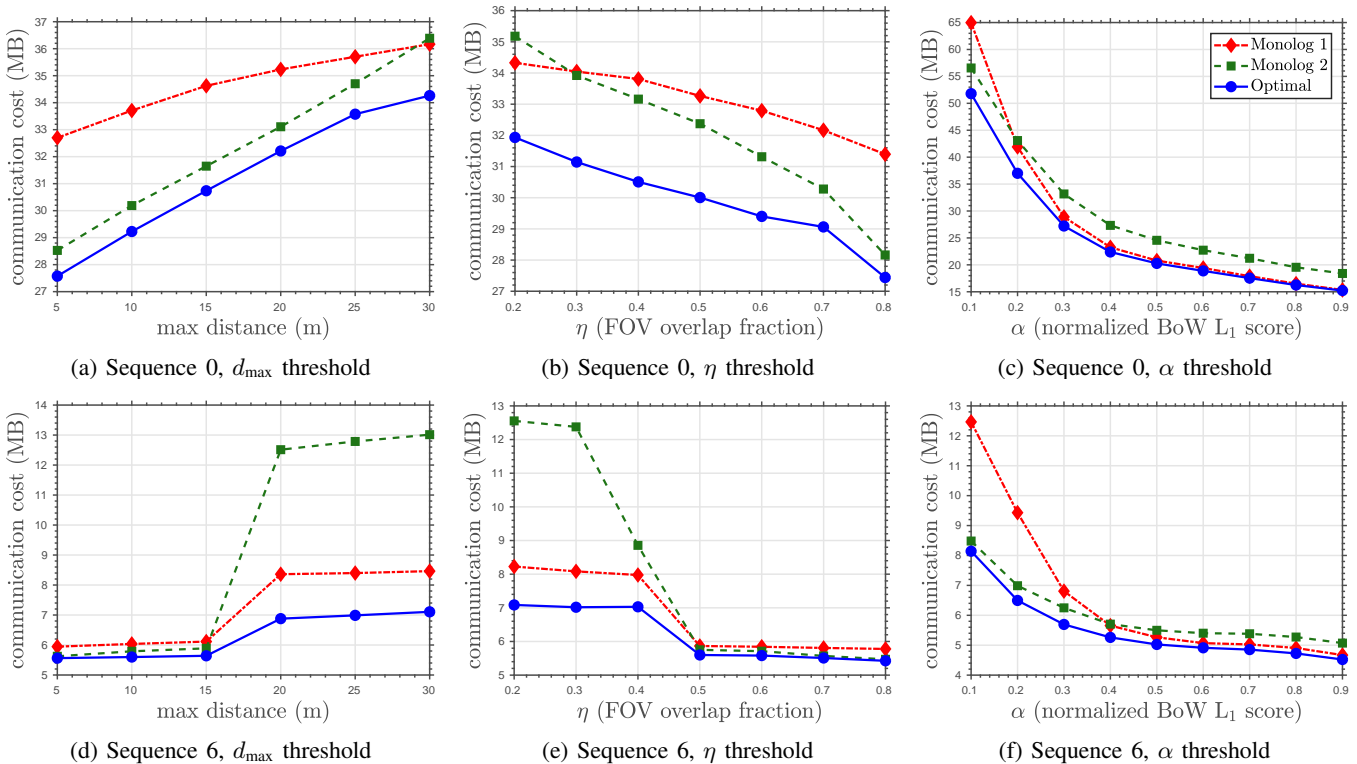 communication cost (MB)
37
36
35
34
33
32
31
30
29
28
27
5 10 15 20 25 30
max distance (m)
(a) Sequence 0, dmax threshold
communication cost (MB)
36
35
34
33
32
31
30
29
28
27
0.2 0.3 0.4 0.5 0.6 0.7 0.8
η (FOV overlap fraction)
(b) Sequence 0, η threshold
communication cost (MB)
65
60
55
50
45
40
35
30
25
20
15
0.1 0.2 0.3 0.4 0.5 0.6 0.7 0.8 0.9
Monolog 1
Monolog 2
Optimal
α (normalized BoW L₁ score)
(c) Sequence 0, α threshold
communication cost (MB)
14
13
12
11
10
9
8
7
6
5
5 10 15 20 25 30
max distance (m)
(d) Sequence 6, dmax threshold
communication cost (MB)
13
12
11
10
9
8
7
6
5
0.2 0.3 0.4 0.5 0.6 0.7 0.8
η (FOV overlap fraction)
(e) Sequence 6, η threshold
communication cost (MB)
13
12
11
10
9
8
7
6
5
4
0.1 0.2 0.3 0.4 0.5 0.6 0.7 0.8 0.9
α (normalized BoW L₁ score)
(f) Sequence 6, α threshold